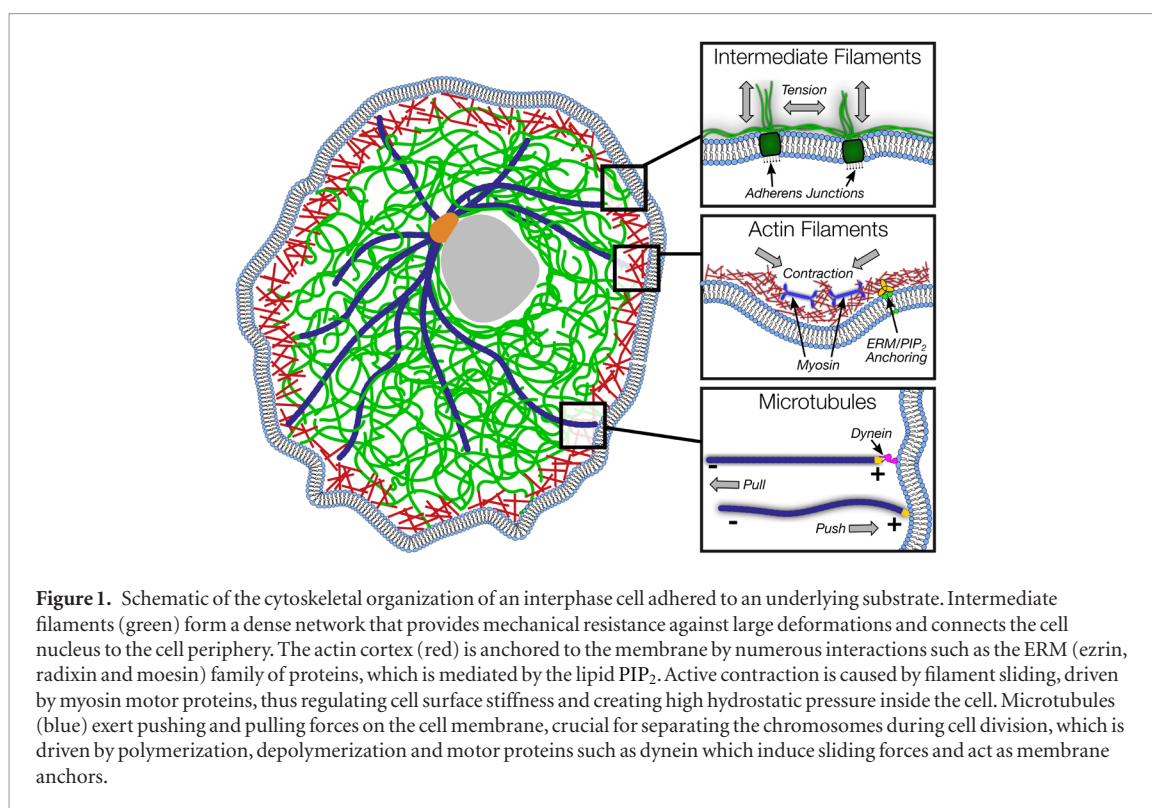 Intermediate Filaments
Tension
Adherens Junctions
Actin Filaments
Contraction
Myosin
ERM/PIP2
Anchoring
Microtubules
Dynein
-
+
Pull
-
Push
+
Figure 1. Schematic of the cytoskeletal organization of an interphase cell adhered to an underlying substrate. Intermediate
filaments (green) form a dense network that provides mechanical resistance against large deformations and connects the cell
nucleus to the cell periphery. The actin cortex (red) is anchored to the membrane by numerous interactions such as the ERM (ezrin,
radixin and moesin) family of proteins, which is mediated by the lipid PIP2. Active contraction is caused by filament sliding, driven
by myosin motor proteins, thus regulating cell surface stiffness and creating high hydrostatic pressure inside the cell. Microtubules
(blue) exert pushing and pulling forces on the cell membrane, crucial for separating the chromosomes during cell division, which is
driven by polymerization, depolymerization and motor proteins such as dynein which induce sliding forces and act as membrane
anchors.